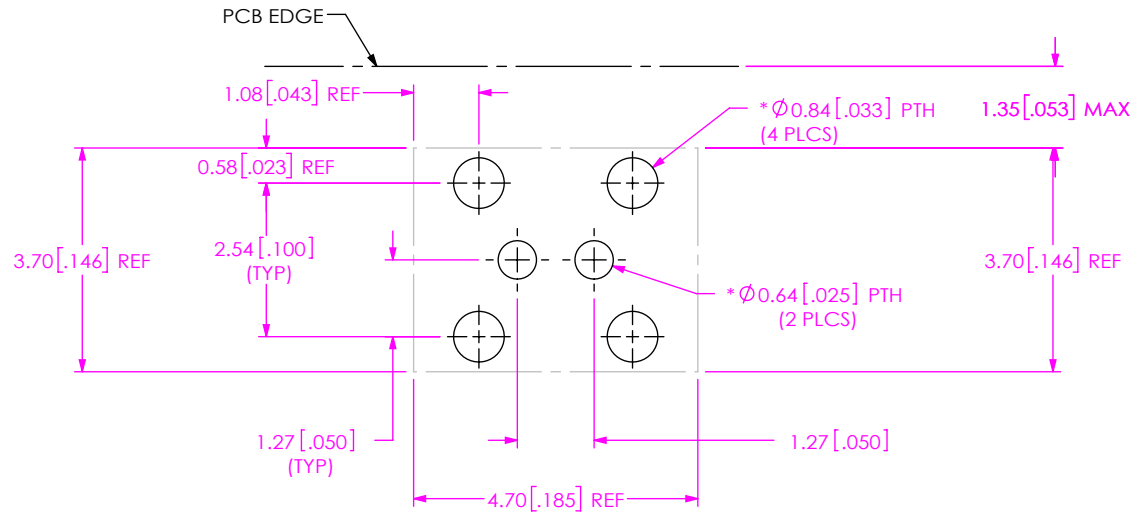 PCB EDGE
1.08[.043] REF
* Ø0.84[.033] PTH
(4 PLCS)
1.35[.053] MAX
0.58[.023] REF
3.70[.146] REF
2.54[.100]
(TYP)
3.70[.146] REF
* Ø0.64[.025] PTH
(2 PLCS)
1.27[.050]
(TYP)
1.27[.050]
4.70[.185] REF